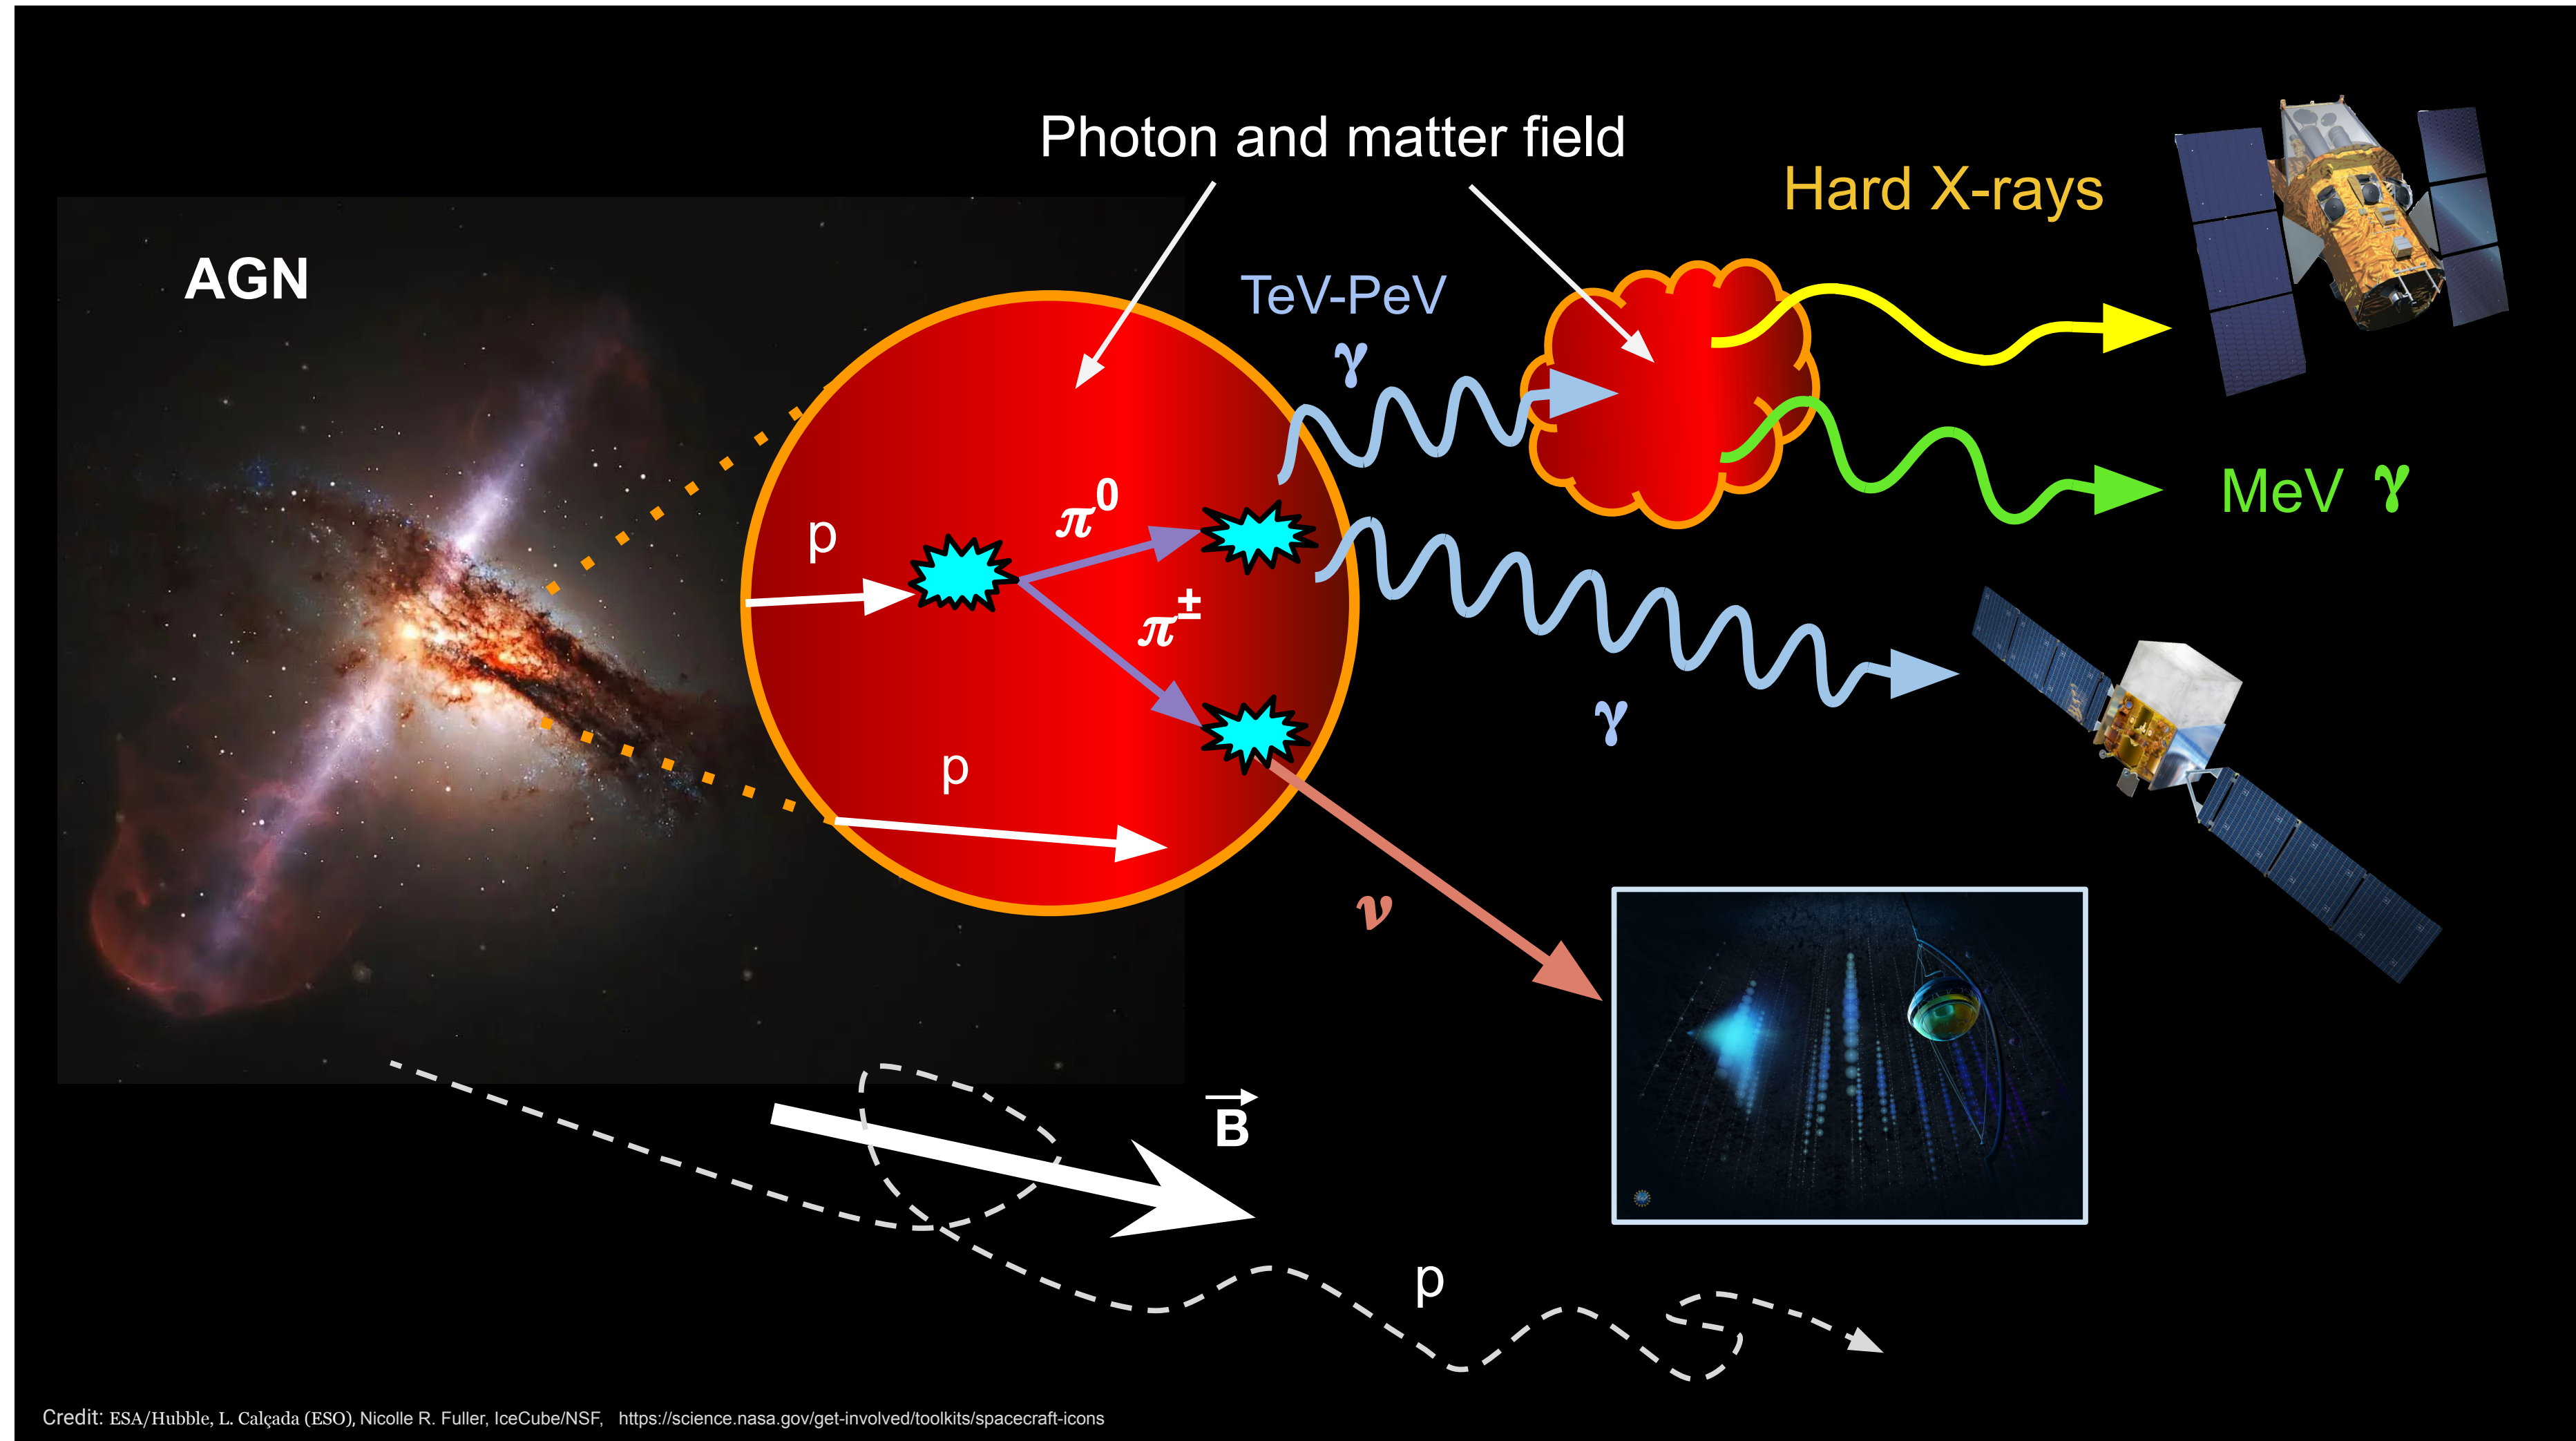 Photon and matter field
Hard X-rays
AGN
TeV-PeV
γ
π⁰
p
MeV γ
π±
γ
p
ν
B⃗
p
Credit: ESA/Hubble, L. Calçada (ESO), Nicolle R. Fuller, IceCube/NSF, https://science.nasa.gov/get-involved/toolkits/spacecraft-icons